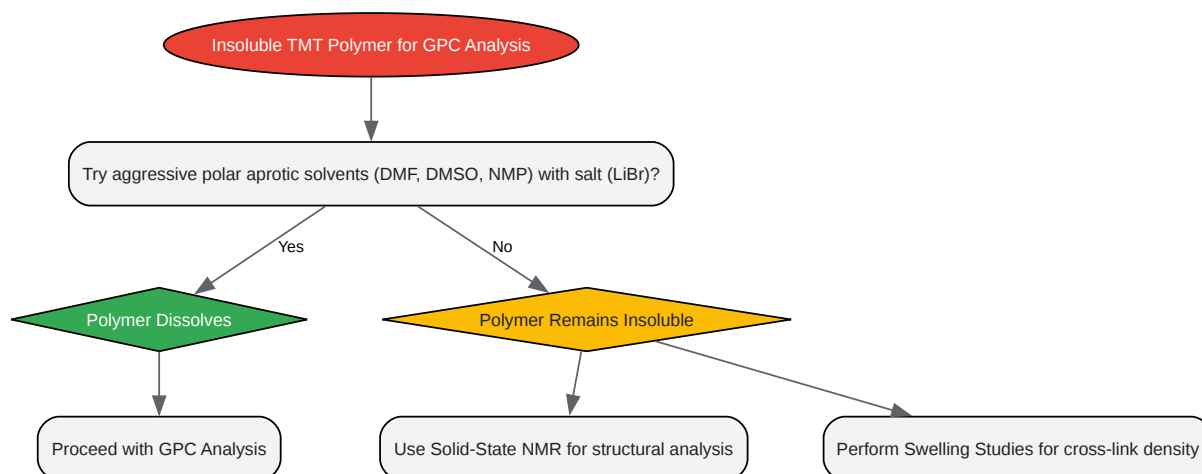 Insoluble TMT Polymer for GPC Analysis
Try aggressive polar aprotic solvents (DMF, DMSO, NMP) with salt (LiBr)?
Yes
No
Polymer Dissolves
Polymer Remains Insoluble
Proceed with GPC Analysis
Use Solid-State NMR for structural analysis
Perform Swelling Studies for cross-link density